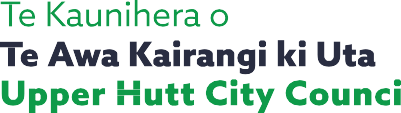 Te Kaunihera o
Te Awa Kairangi ki Uta
Upper Hutt City Counci